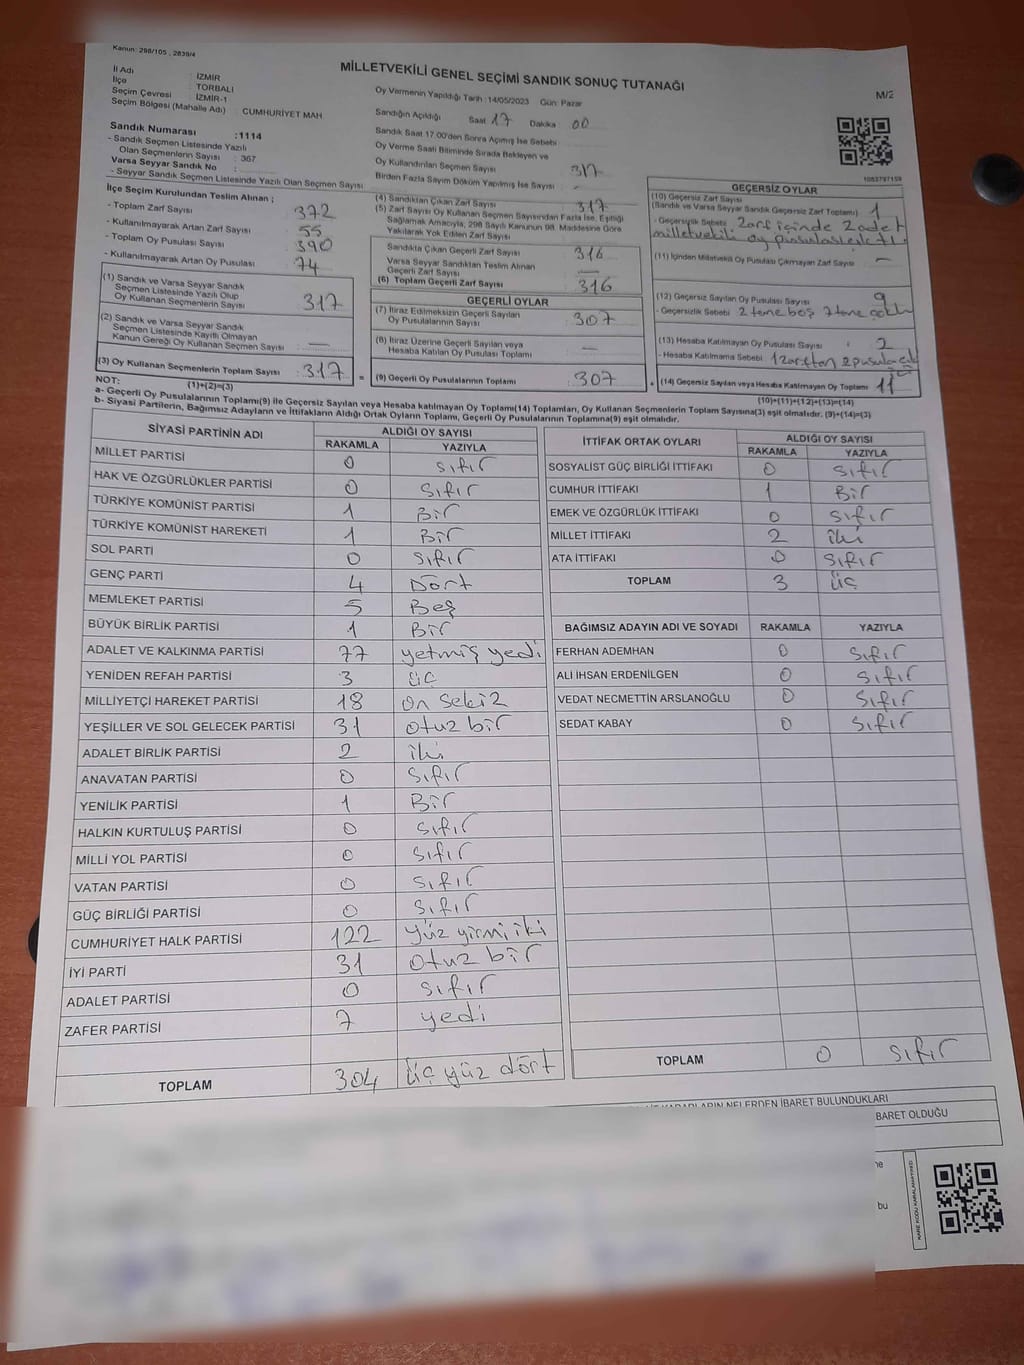 Kanun: 298/105 , 2839/4
MİLLETVEKİLİ GENEL SEÇİMİ SANDIK SONUÇ TUTANAĞI
M/2
İl Adı : İZMİR
İlçe : TORBALI
Seçim Çevresi : İZMİR-1
Seçim Bölgesi (Mahalle Adı) CUMHURİYET MAH
Oy Vermenin Yapıldığı Tarih :14/05/2023 Gün: Pazar
Sandığın Açıldığı Saat 17 Dakika 00
Sandık Saat 17.00'den Sonra Açılmış İse Sebebi
Oy Verme Saati Bitiminde Sırada Bekleyen ve
Oy Kullandırılan Seçmen Sayısı
Birden Fazla Sayım Döküm Yapılmış İse Sayısı : -
Sandık Numarası :1114
- Sandık Seçmen Listesinde Yazılı
Olan Seçmenlerin Sayısı : 367
Varsa Seyyar Sandık No :
- Seyyar Sandık Seçmen Listesinde Yazılı Olan Seçmen Sayısı
İlçe Seçim Kurulundan Teslim Alınan ;
- Toplam Zarf Sayısı : 372
- Kullanılmayarak Artan Zarf Sayısı : 55
- Toplam Oy Pusulası Sayısı : 390
- Kullanılmayarak Artan Oy Pusulası : 74
(1) Sandık ve Varsa Seyyar Sandık
Seçmen Listesinde Yazılı Olup
Oy Kullanan Seçmenlerin Sayısı : 317
(2) Sandık ve Varsa Seyyar Sandık
Seçmen Listesinde Kayıtlı Olmayan
Kanun Gereği Oy Kullanan Seçmen Sayısı : —
(3) Oy Kullanan Seçmenlerin Toplam Sayısı : 317
(1)+(2)=(3)
(4) Sandıktan Çıkan Zarf Sayısı : 317
(5) Zarf Sayısı Oy Kullanan Seçmen Sayısından Fazla İse, Eşitliği
Sağlamak Amacıyla, 298 Sayılı Kanunun 98. Maddesine Göre
Yakılarak Yok Edilen Zarf Sayısı
Sandıkta Çıkan Geçerli Zarf Sayısı : 316
Varsa Seyyar Sandıktan Teslim Alınan
Geçerli Zarf Sayısı : —
(6) Toplam Geçerli Zarf Sayısı : 316
GEÇERLİ OYLAR
(7) İtiraz Edilmeksizin Geçerli Sayılan
Oy Pusulalarının Sayısı : 307
(8) İtiraz Üzerine Geçerli Sayılan veya
Hesaba Katılan Oy Pusulası Toplamı : —
(9) Geçerli Oy Pusulalarının Toplamı : 307
GEÇERSİZ OYLAR
(10) Geçersiz Zarf Sayısı
(Sandık ve Varsa Seyyar Sandık Geçersiz Zarf Toplamı) : 1
- Geçersizlik Sebebi : zarf içinde 2 adet
milletvekili oy pusulası
(11) İçinden Milletvekili Oy Pusulası Çıkmayan Zarf Sayısı : —
(12) Geçersiz Sayılan Oy Pusulası Sayısı : 9
- Geçersizlik Sebebi : 2 tane boş 7 tane
(13) Hesaba Katılmayan Oy Pusulası Sayısı : 2
- Hesaba Katılmama Sebebi : 1 zarftan 2 pusula
(14) Geçersiz Sayılan veya Hesaba Katılmayan Oy Toplamı : 11
(10)+(11)+(12)+(13)=(14)
NOT:
a- Geçerli Oy Pusulalarının Toplamı(9) ile Geçersiz Sayılan veya Hesaba katılmayan Oy Toplamı(14) Toplamları, Oy Kullanan Seçmenlerin Toplam Sayısına(3) eşit olmalıdır. (9)+(14)=(3)
b- Siyasi Partilerin, Bağımsız Adayların ve İttifakların Aldığı Ortak Oyların Toplamı, Geçerli Oy Pusulalarının Toplamına(9) eşit olmalıdır.
SİYASİ PARTİNİN ADI ALDIĞI OY SAYISI
RAKAMLA YAZIYLA
MİLLET PARTİSİ 0 sıfır
HAK VE ÖZGÜRLÜKLER PARTİSİ 0 sıfır
TÜRKİYE KOMÜNİST PARTİSİ 1 Bir
TÜRKİYE KOMÜNİST HAREKETİ 1 Bir
SOL PARTİ 0 sıfır
GENÇ PARTİ 4 Dört
MEMLEKET PARTİSİ 5 Beş
BÜYÜK BİRLİK PARTİSİ 1 Bir
ADALET VE KALKINMA PARTİSİ 77 yetmiş yedi
YENİDEN REFAH PARTİSİ 3 üç
MİLLİYETÇİ HAREKET PARTİSİ 18 On sekiz
YEŞİLLER VE SOL GELECEK PARTİSİ 31 otuz bir
ADALET BİRLİK PARTİSİ 2 iki
ANAVATAN PARTİSİ 0 sıfır
YENİLİK PARTİSİ 1 Bir
HALKIN KURTULUŞ PARTİSİ 0 sıfır
MİLLİ YOL PARTİSİ 0 sıfır
VATAN PARTİSİ 0 sıfır
GÜÇ BİRLİĞİ PARTİSİ 0 sıfır
CUMHURİYET HALK PARTİSİ 122 yüz yirmi iki
İYİ PARTİ 31 otuz bir
ADALET PARTİSİ 0 sıfır
ZAFER PARTİSİ 7 yedi
TOPLAM 304 üç yüz dört
İTTİFAK ORTAK OYLARI ALDIĞI OY SAYISI
RAKAMLA YAZIYLA
SOSYALİST GÜÇ BİRLİĞİ İTTİFAKI 0 sıfır
CUMHUR İTTİFAKI 1 Bir
EMEK VE ÖZGÜRLÜK İTTİFAKI 0 sıfır
MİLLET İTTİFAKI 2 iki
ATA İTTİFAKI 0 sıfır
TOPLAM 3 üç
BAĞIMSIZ ADAYIN ADI VE SOYADI RAKAMLA YAZIYLA
FERHAN ADEMHAN 0 sıfır
ALİ İHSAN ERDENİLGEN 0 sıfır
VEDAT NECMETTİN ARSLANOĞLU 0 sıfır
SEDAT KABAY 0 sıfır
TOPLAM 0 sıfır
KARARLARIN NELERDEN İBARET BULUNDUKLARI
BARET OLDUĞU
bu